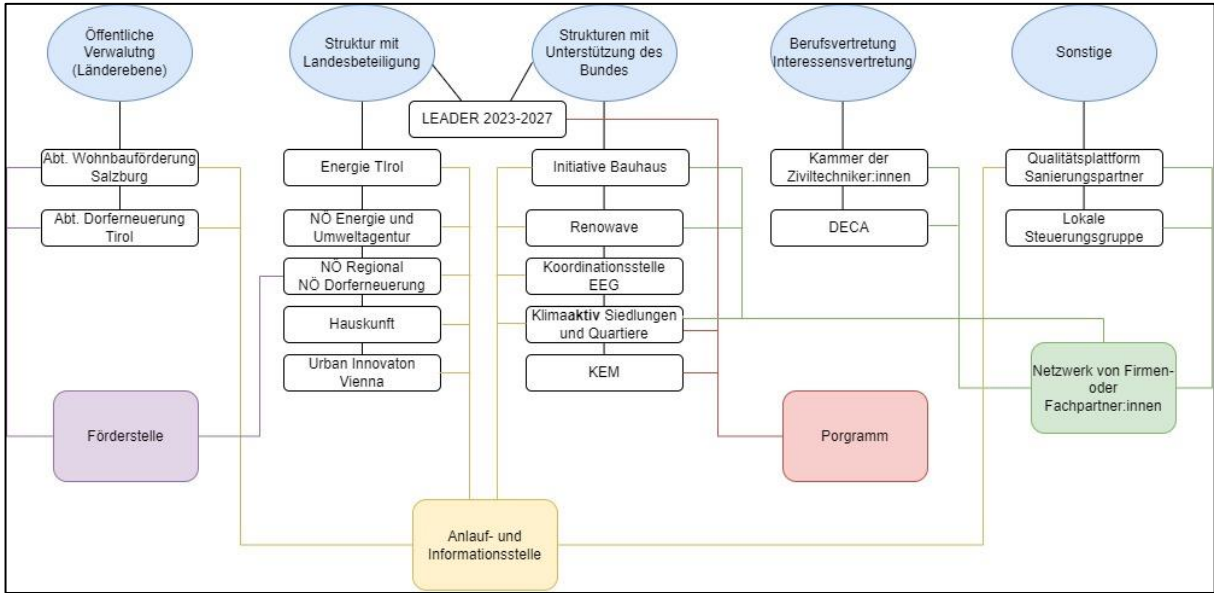 Öffentliche
Verwalutng
(Länderebene)
Struktur mit
Landesbeteiligung
Strukturen mit
Unterstützung des
Bundes
Berufsvertretung
Interessensvertretung
Sonstige
LEADER 2023-2027
Abt. Wohnbauförderung
Salzburg
Energie TIrol
Initiative Bauhaus
Kammer der
Ziviltechniker:innen
Qualitätsplattform
Sanierungspartner
Abt. Dorferneuerung
Tirol
NÖ Energie und
Umweltagentur
Renowave
DECA
Lokale
Steuerungsgruppe
NÖ Regional
NÖ Dorferneuerung
Koordinationsstelle
EEG
Hauskunft
Klimaaktiv Siedlungen
und Quartiere
Urban Innovaton
Vienna
KEM
Netzwerk von Firmen-
oder
Fachpartner:innen
Förderstelle
Porgramm
Anlauf- und
Informationsstelle